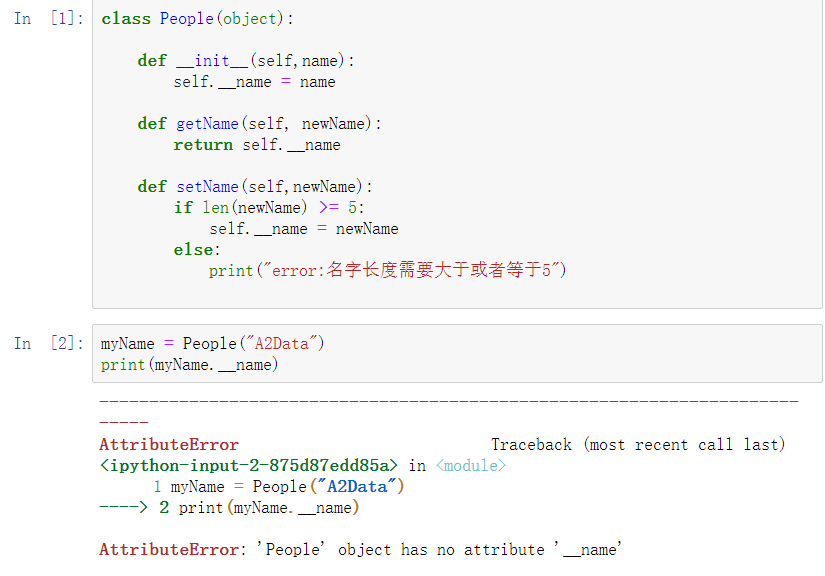 In [1]: class People(object):
def __init__(self,name):
self.__name = name
def getName(self, newName):
return self.__name
def setName(self,newName):
if len(newName) >= 5:
self.__name = newName
else:
print("error:名字长度需要大于或者等于5")
In [2]: myName = People("A2Data")
print(myName.__name)
---------------------------------------------------------------------------
AttributeError Traceback (most recent call last)
<ipython-input-2-875d87edd85a> in <module>
1 myName = People("A2Data")
----> 2 print(myName.__name)
AttributeError: 'People' object has no attribute '__name'